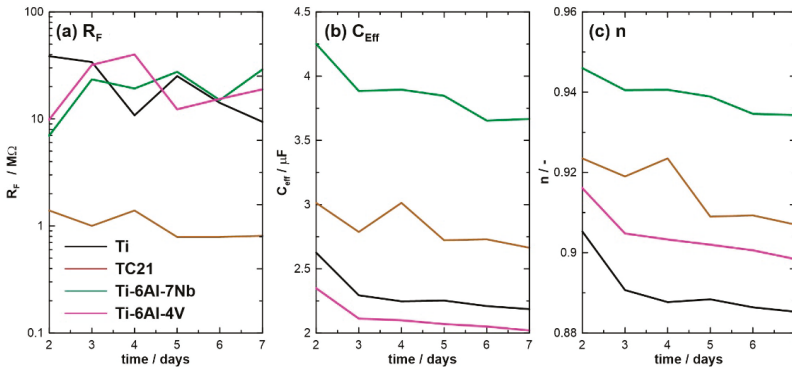 (a) R_F
100
10
1
0.1
R_F / MΩ
Ti
TC21
Ti-6Al-7Nb
Ti-6Al-4V
2 3 4 5 6 7
time / days
(b) C_Eff
4.5
4
3.5
3
2.5
2
C_eff / µF
2 3 4 5 6 7
time / days
(c) n
0.96
0.94
0.92
0.9
0.88
n / -
2 3 4 5 6
time / days